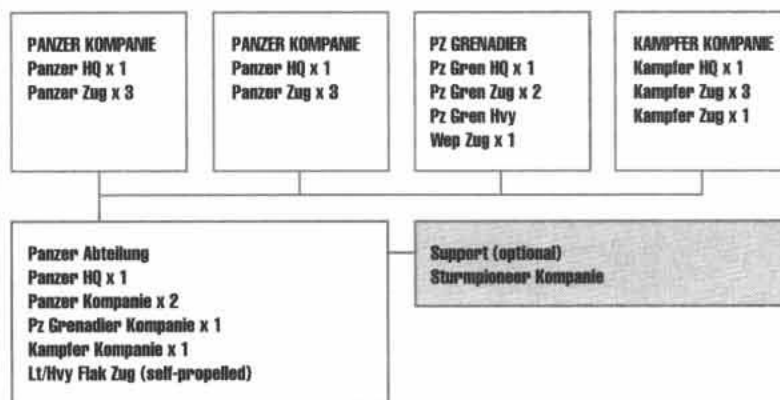 PANZER KOMPANIE
Panzer HQ x 1
Panzer Zug x 3
PANZER KOMPANIE
Panzer HQ x 1
Panzer Zug x 3
PZ GRENADIER
Pz Gren HQ x 1
Pz Gren Zug x 2
Pz Gren Hvy
Wep Zug x 1
KAMPFER KOMPANIE
Kampfer HQ x 1
Kampfer Zug x 3
Kampfer Zug x 1
Panzer Abteilung
Panzer HQ x 1
Panzer Kompanie x 2
Pz Grenadier Kompanie x 1
Kampfer Kompanie x 1
Lt/Hvy Flak Zug (self-propelled)
Support (optional)
Sturmpioneer Kompanie